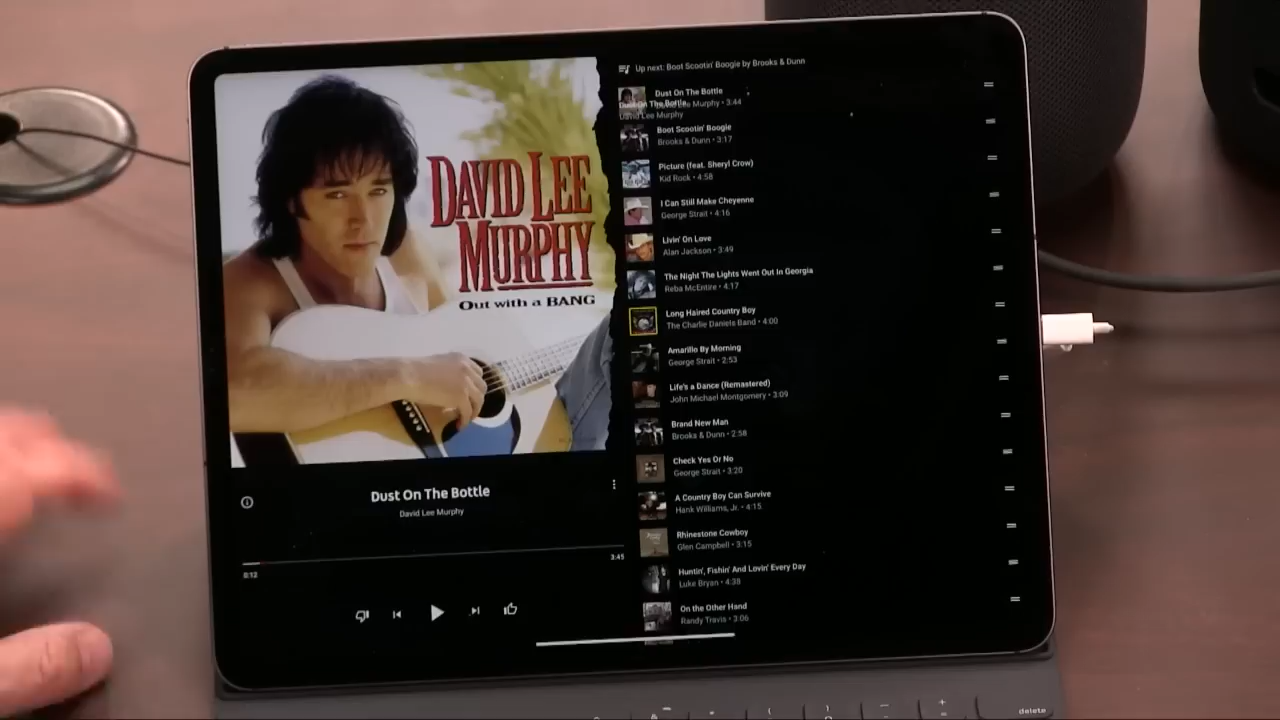 DAVID LEE
MURPHY
Out with a BANG
Dust On The Bottle
David Lee Murphy
0:12
3:45
Up next: Boot Scootin' Boogie by Brooks & Dunn
Dust On The Bottle
David Lee Murphy • 3:44
Dust On The Bottle
David Lee Murphy
Boot Scootin' Boogie
Brooks & Dunn • 3:17
Picture (feat. Sheryl Crow)
Kid Rock • 4:58
I Can Still Make Cheyenne
George Strait • 4:16
Livin' On Love
Alan Jackson • 3:49
The Night The Lights Went Out In Georgia
Reba McEntire • 4:17
Long Haired Country Boy
The Charlie Daniels Band • 4:00
Amarillo By Morning
George Strait • 2:53
Life's a Dance (Remastered)
John Michael Montgomery • 3:09
Brand New Man
Brooks & Dunn • 2:58
Check Yes Or No
George Strait • 3:20
A Country Boy Can Survive
Hank Williams, Jr. • 4:15
Rhinestone Cowboy
Glen Campbell • 3:15
Huntin', Fishin' And Lovin' Every Day
Luke Bryan • 4:38
On the Other Hand
Randy Travis • 3:06
delete